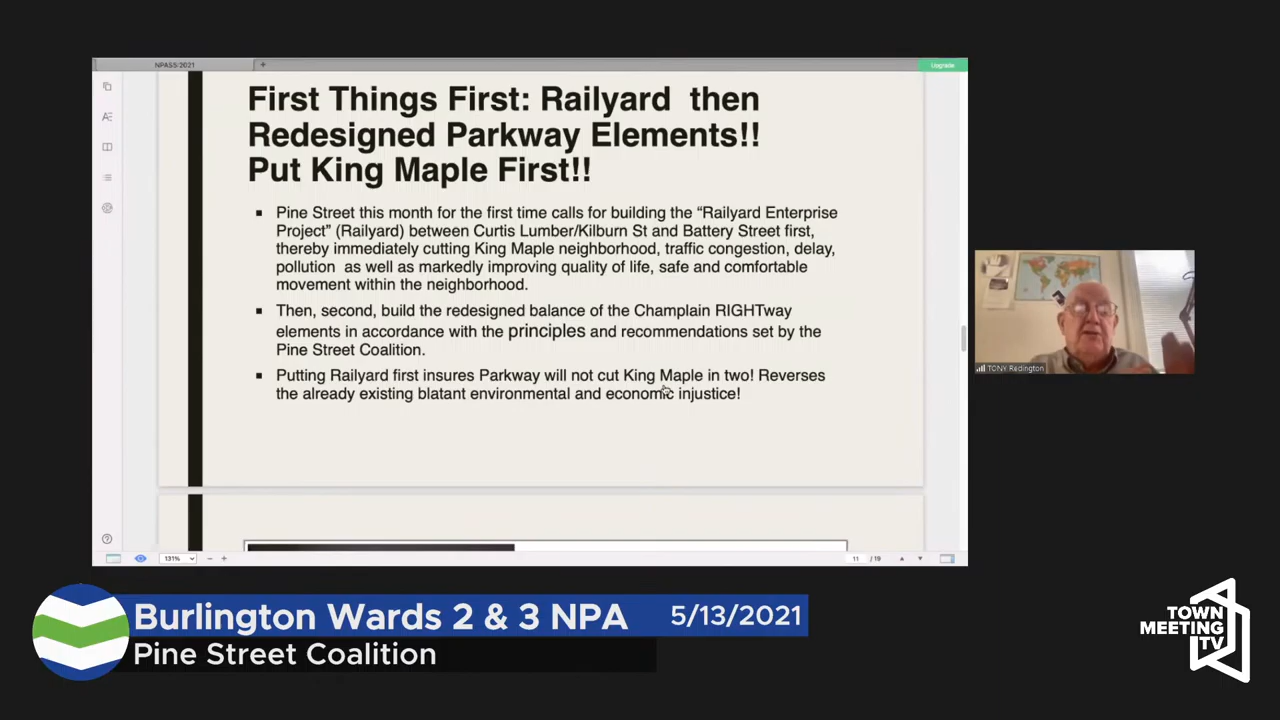 NPA55/2021
+
Upgrade
First Things First: Railyard then
Redesigned Parkway Elements!!
Put King Maple First!!
Pine Street this month for the first time calls for building the “Railyard Enterprise
Project” (Railyard) between Curtis Lumber/Kilburn St and Battery Street first,
thereby immediately cutting King Maple neighborhood, traffic congestion, delay,
pollution as well as markedly improving quality of life, safe and comfortable
movement within the neighborhood.
Then, second, build the redesigned balance of the Champlain RIGHTway
elements in accordance with the principles and recommendations set by the
Pine Street Coalition.
Putting Railyard first insures Parkway will not cut King Maple in two! Reverses
the already existing blatant environmental and economic injustice!
TONY Redington
131%
11 / 19
Burlington Wards 2 & 3 NPA 5/13/2021
Pine Street Coalition
TOWN
MEETING
TV